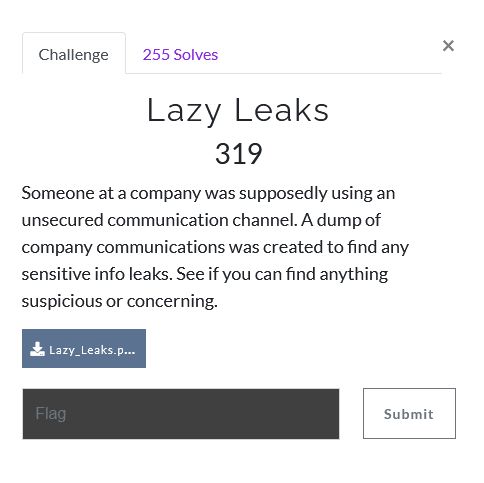 Challenge
255 Solves
×
Lazy Leaks
319
Someone at a company was supposedly using an
unsecured communication channel. A dump of
company communications was created to find any
sensitive info leaks. See if you can find anything
suspicious or concerning.
Lazy_Leaks.p...
Flag
Submit